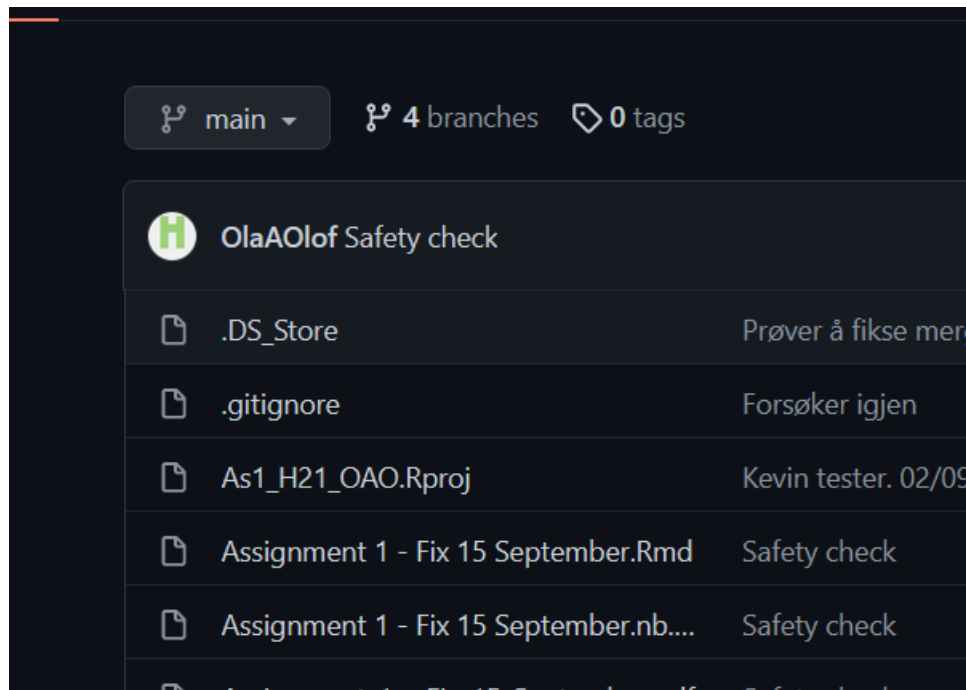 main 4 branches 0 tags
OlaAOlof Safety check
.DS_Store Prøver å fikse mer
.gitignore Forsøker igjen
As1_H21_OAO.Rproj Kevin tester. 02/09
Assignment 1 - Fix 15 September.Rmd Safety check
Assignment 1 - Fix 15 September.nb.... Safety check